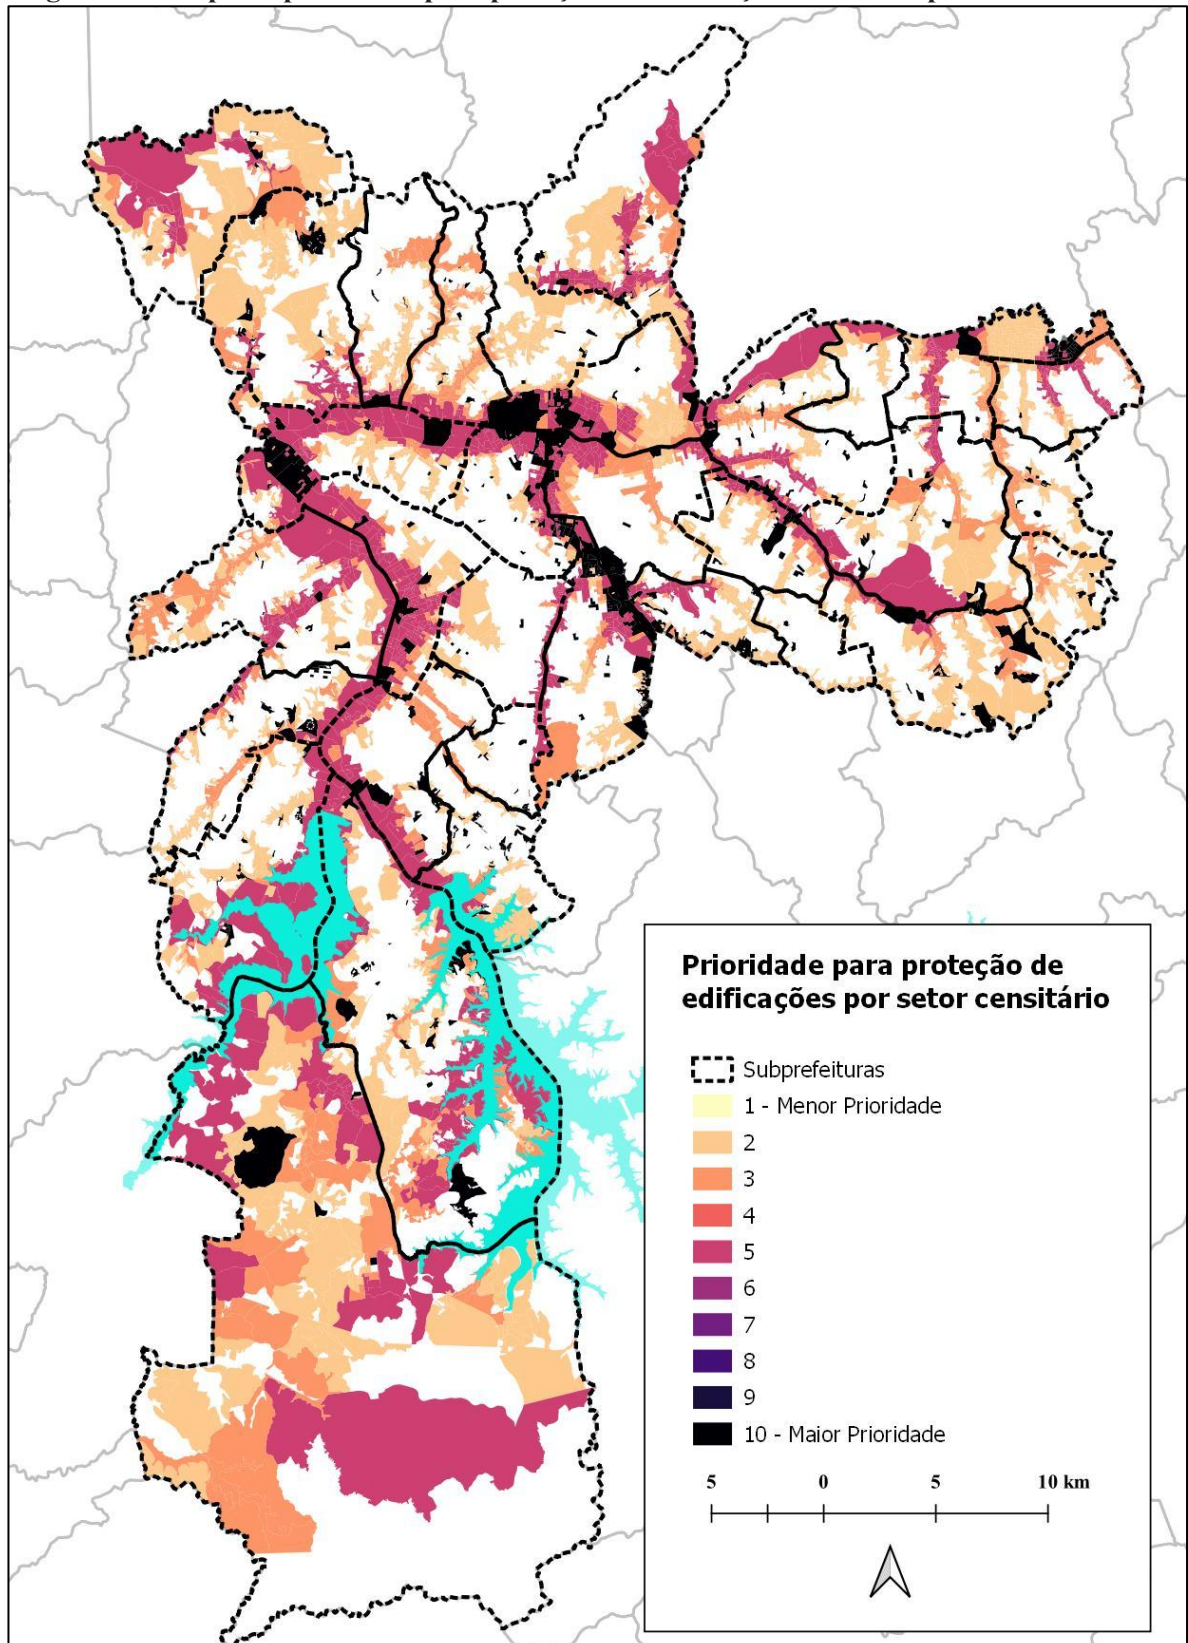 Prioridade para proteção de
edificações por setor censitário
Subprefeituras
1 - Menor Prioridade
2
3
4
5
6
7
8
9
10 - Maior Prioridade
5 0 5 10 km